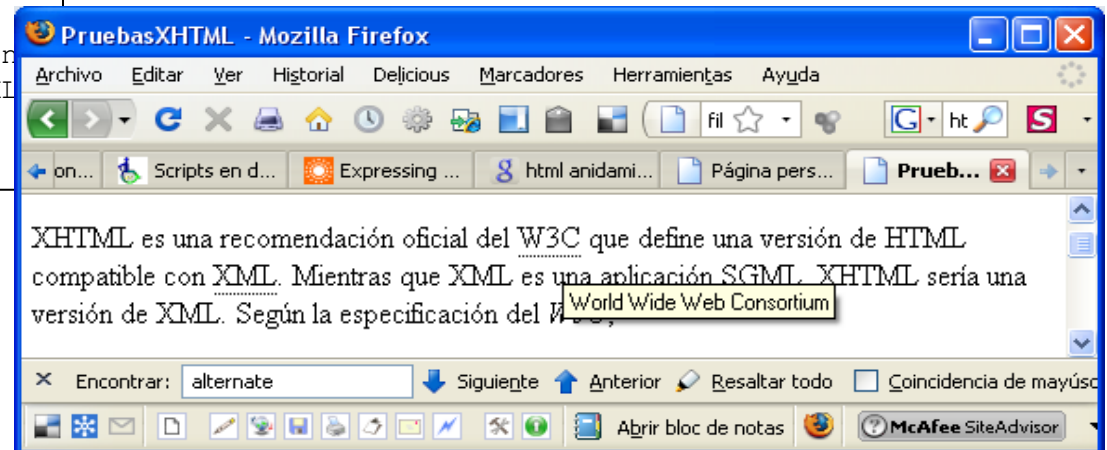 n
PruebasXHTML - Mozilla Firefox
Archivo Editar Ver Historial Delicious Marcadores Herramientas Ayuda
fil G ht S
on... Scripts en d... Expressing ... html anidami... Página pers... Prueb...
XHTML es una recomendación oficial del W3C que define una versión de HTML
compatible con XML. Mientras que XML es una aplicación SGML, XHTML sería una
World Wide Web Consortium
versión de XML. Según la especificación del W3C,
Encontrar: alternate Siguiente Anterior Resaltar todo Coincidencia de mayúsc
Abrir bloc de notas McAfee SiteAdvisor